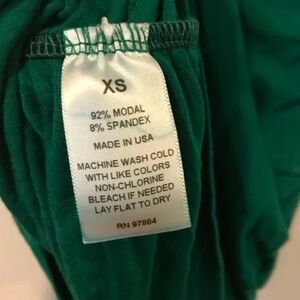 XS
92% MODAL
8% SPANDEX
MADE IN USA
MACHINE WASH COLD
WITH LIKE COLORS
NON-CHLORINE
BLEACH IF NEEDED
LAY FLAT TO DRY
RN 97984